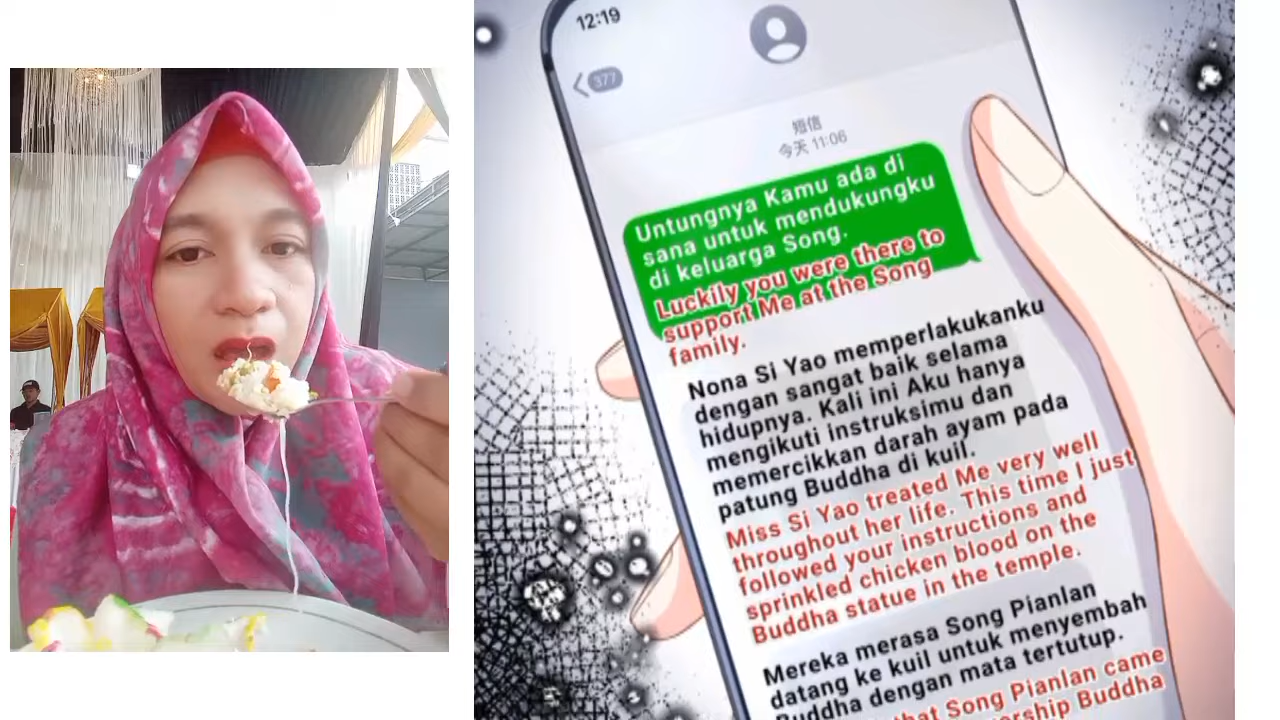 12:19
377
短信
今天 11:06
Untungnya Kamu ada di
sana untuk mendukungku
di keluarga Song.
Luckily you were there to
support Me at the Song
family.
Nona Si Yao memperlakukanku
dengan sangat baik selama
hidupnya. Kali ini Aku hanya
mengikuti instruksimu dan
memercikkan darah ayam pada
patung Buddha di kuil.
Miss Si Yao treated Me very well
throughout her life. This time I just
followed your instructions and
sprinkled chicken blood on the
Buddha statue in the temple.
Mereka merasa Song Pianlan
datang ke kuil untuk menyembah
Buddha dengan mata tertutup.
that Song Pianlan came
Buddha